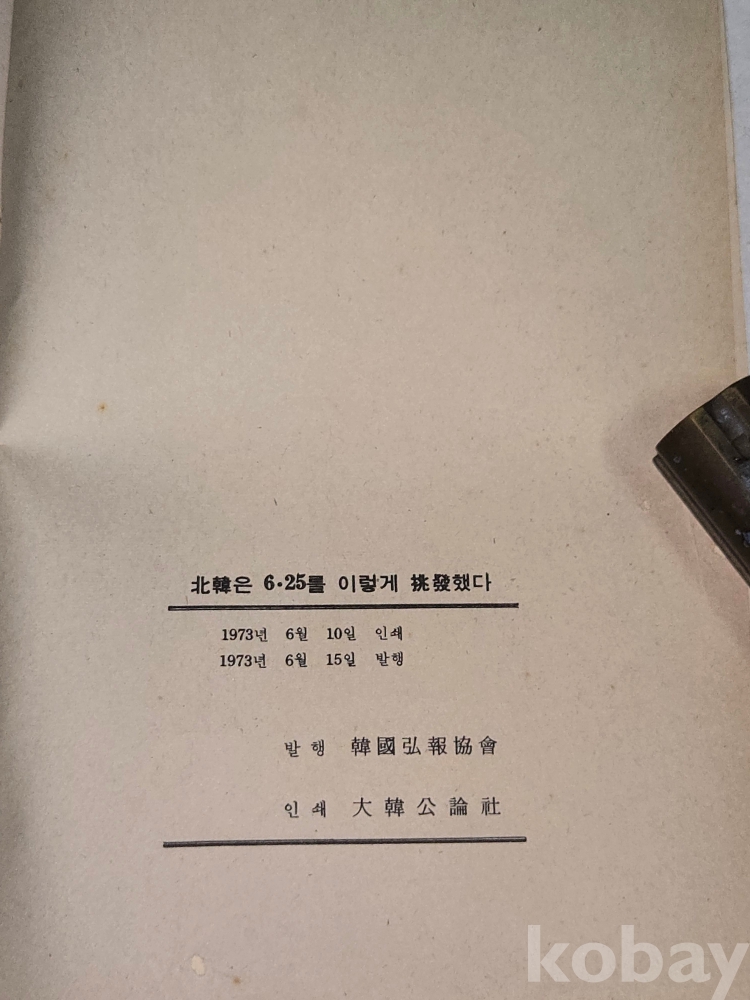 北韓은 6·25를 이렇게 挑發했다
1973년 6월 10일 인쇄
1973년 6월 15일 발행
발행 韓國弘報協會
인쇄 大韓公論社
kobay